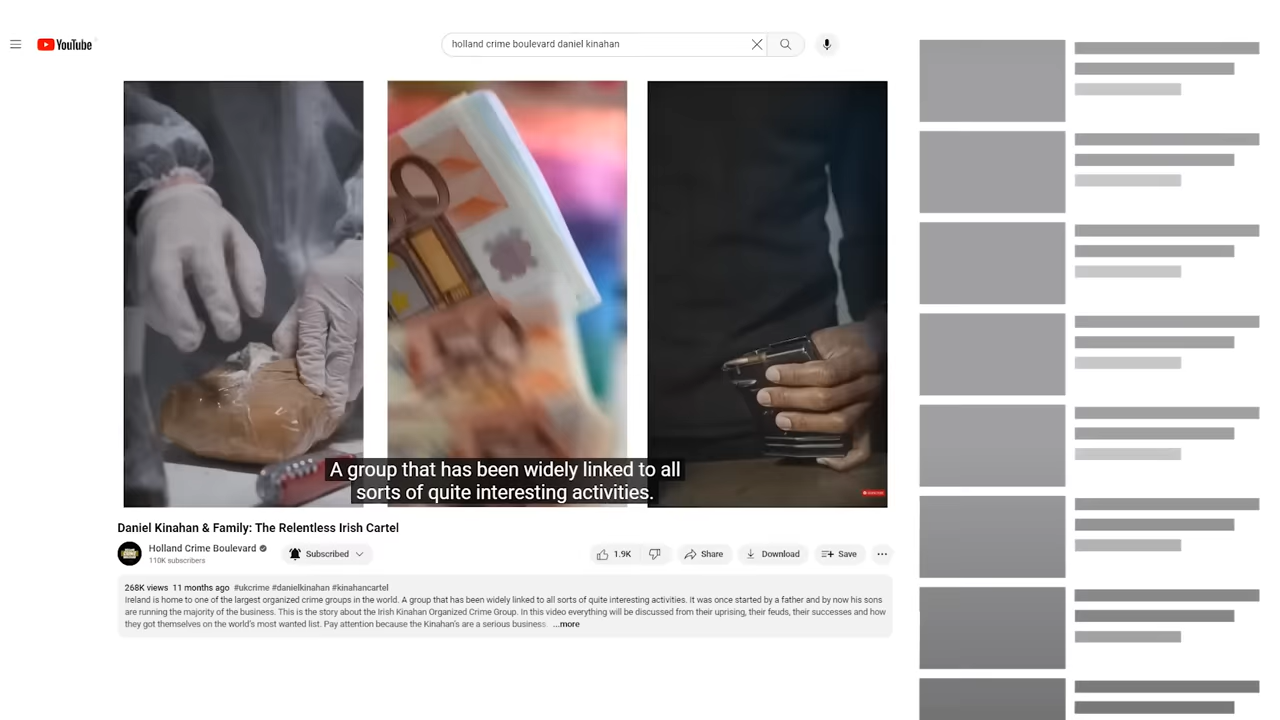 YouTube
holland crime boulevard daniel kinahan
A group that has been widely linked to all
sorts of quite interesting activities.
Daniel Kinahan & Family: The Relentless Irish Cartel
Holland Crime Boulevard
110K subscribers
Subscribed
1.9K
Share
Download
Save
268K views 11 months ago #ukcrime #danielkinahan #kinahancartel
Ireland is home to one of the largest organized crime groups in the world. A group that has been widely linked to all sorts of quite interesting activities. It was once started by a father and by now his sons
are running the majority of the business. This is the story about the Irish Kinahan Organized Crime Group. In this video everything will be discussed from their uprising, their feuds, their successes and how
they got themselves on the world's most wanted list. Pay attention because the Kinahan's are a serious business. ...more